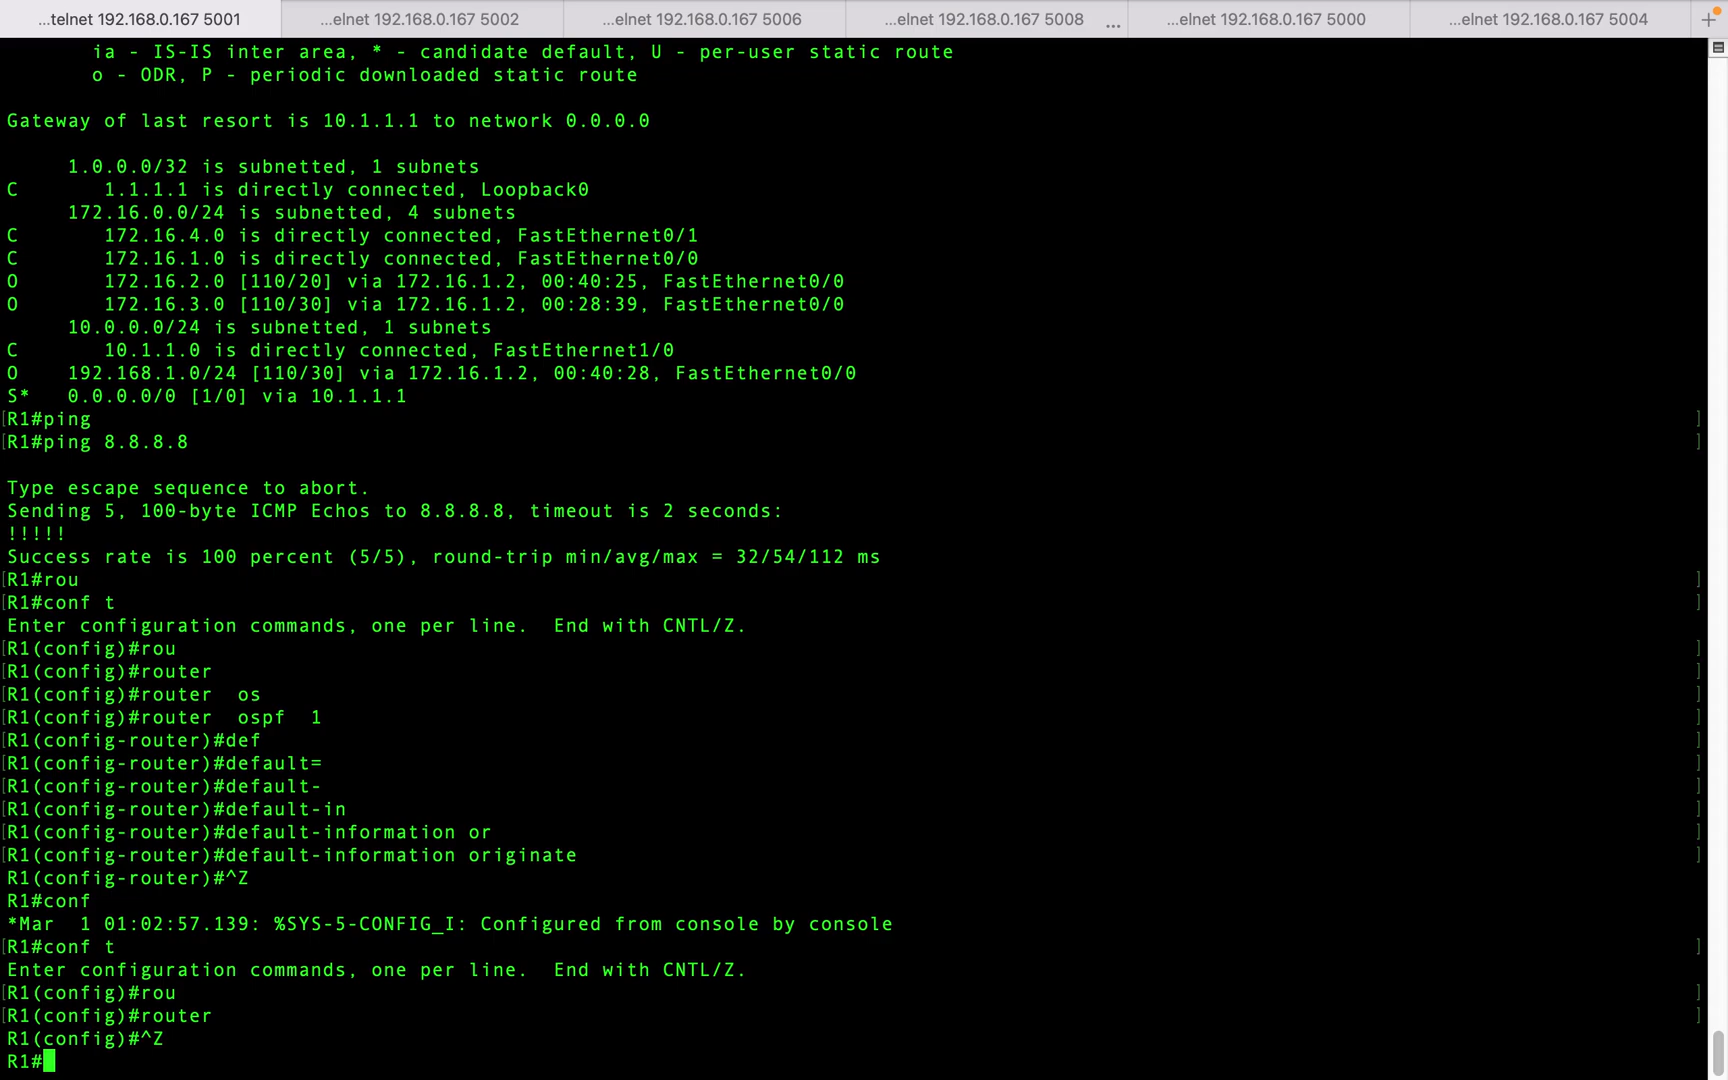 ...telnet 192.168.0.167 5001
...elnet 192.168.0.167 5002
...elnet 192.168.0.167 5006
...elnet 192.168.0.167 5008
...
...elnet 192.168.0.167 5000
...elnet 192.168.0.167 5004
+
       ia - IS-IS inter area, * - candidate default, U - per-user static route
       o - ODR, P - periodic downloaded static route
Gateway of last resort is 10.1.1.1 to network 0.0.0.0
     1.0.0.0/32 is subnetted, 1 subnets
C       1.1.1.1 is directly connected, Loopback0
     172.16.0.0/24 is subnetted, 4 subnets
C       172.16.4.0 is directly connected, FastEthernet0/1
C       172.16.1.0 is directly connected, FastEthernet0/0
O       172.16.2.0 [110/20] via 172.16.1.2, 00:40:25, FastEthernet0/0
O       172.16.3.0 [110/30] via 172.16.1.2, 00:28:39, FastEthernet0/0
     10.0.0.0/24 is subnetted, 1 subnets
C       10.1.1.0 is directly connected, FastEthernet1/0
O    192.168.1.0/24 [110/30] via 172.16.1.2, 00:40:28, FastEthernet0/0
S*   0.0.0.0/0 [1/0] via 10.1.1.1
[R1#ping ]
[R1#ping 8.8.8.8 ]
Type escape sequence to abort.
Sending 5, 100-byte ICMP Echos to 8.8.8.8, timeout is 2 seconds:
!!!!!
Success rate is 100 percent (5/5), round-trip min/avg/max = 32/54/112 ms
[R1#rou ]
[R1#conf t ]
Enter configuration commands, one per line.  End with CNTL/Z.
[R1(config)#rou ]
[R1(config)#router ]
[R1(config)#router  os ]
[R1(config)#router  ospf  1 ]
[R1(config-router)#def ]
[R1(config-router)#default= ]
[R1(config-router)#default- ]
[R1(config-router)#default-in ]
[R1(config-router)#default-information or ]
[R1(config-router)#default-information originate ]
R1(config-router)#^Z
R1#conf
*Mar  1 01:02:57.139: %SYS-5-CONFIG_I: Configured from console by console
[R1#conf t ]
Enter configuration commands, one per line.  End with CNTL/Z.
[R1(config)#rou ]
[R1(config)#router ]
R1(config)#^Z
R1#